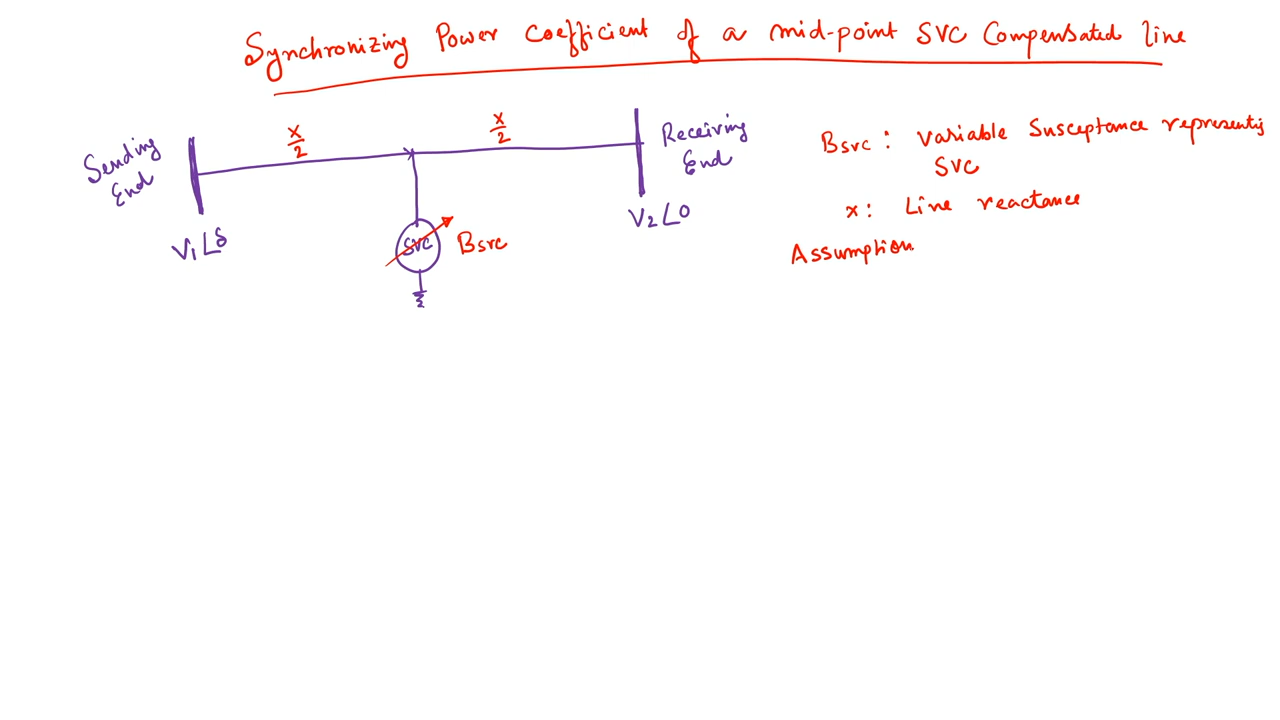 Synchronizing Power Coefficient of a mid-point SVC Compensated line
Sending
End
X/2
X/2
Receiving
End
V₁∠δ
SVC
Bsvc
V₂∠0
Bsvc : Variable Susceptance representig
SVC
x : Line reactance
Assumption